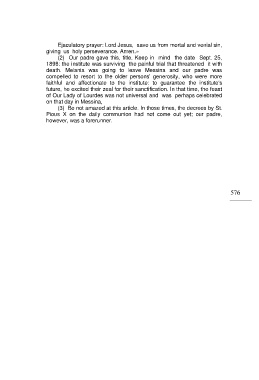 Ejaculatory prayer: Lord Jesus, save us from mortal and venial sin,
giving us holy perseverance. Amen.–
(2) Our padre gave this, title, Keep in mind the date Sept. 25,
1898: the institute was surviving the painful trial that threatened it with
death. Melania was going to leave Messina and our padre was
compelled to resort to the older persons' generosity, who were more
faithful and affectionate to the institute: to guarantee the institute's
future, he excited their zeal for their sanctification. In that time, the feast
of Our Lady of Lourdes was not universal and was perhaps celebrated
on that day in Messina,
(3) Be not amazed at this article. In those times, the decrees by St.
Pious X on the daily communion had not come out yet; our padre,
however, was a forerunner.
576